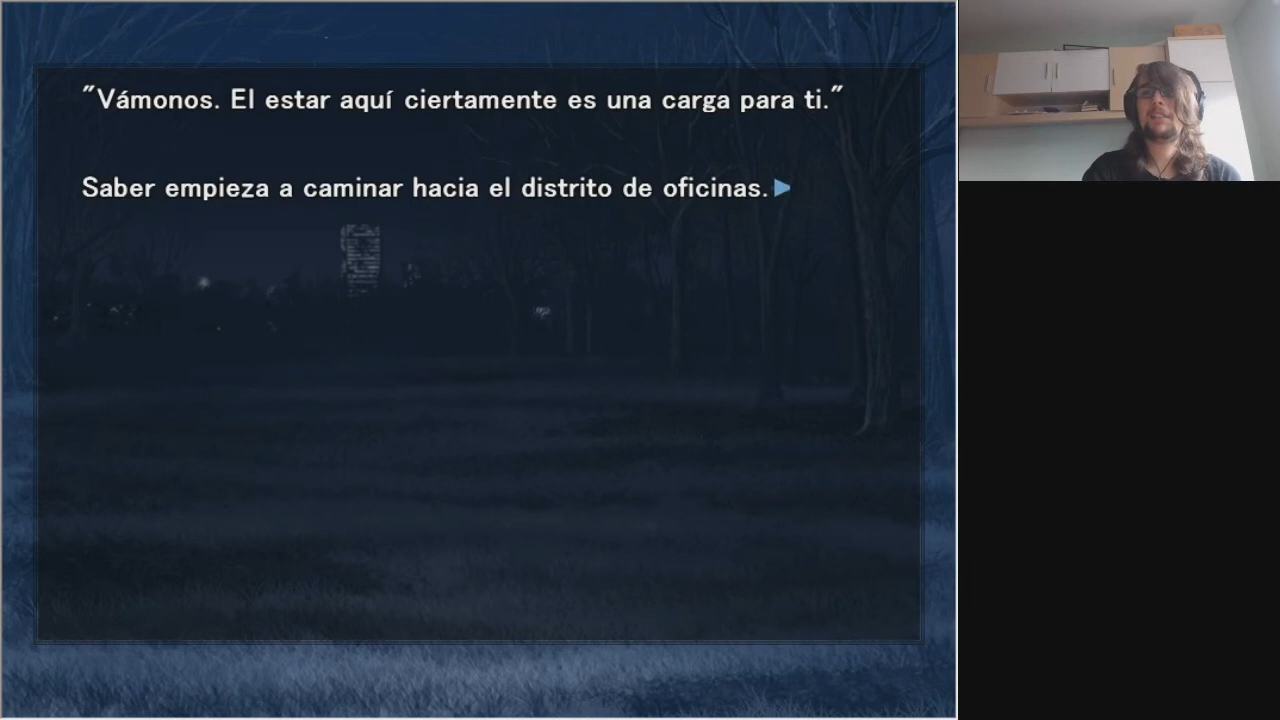 "Vámonos. El estar aquí ciertamente es una carga para ti."
Saber empieza a caminar hacia el distrito de oficinas.